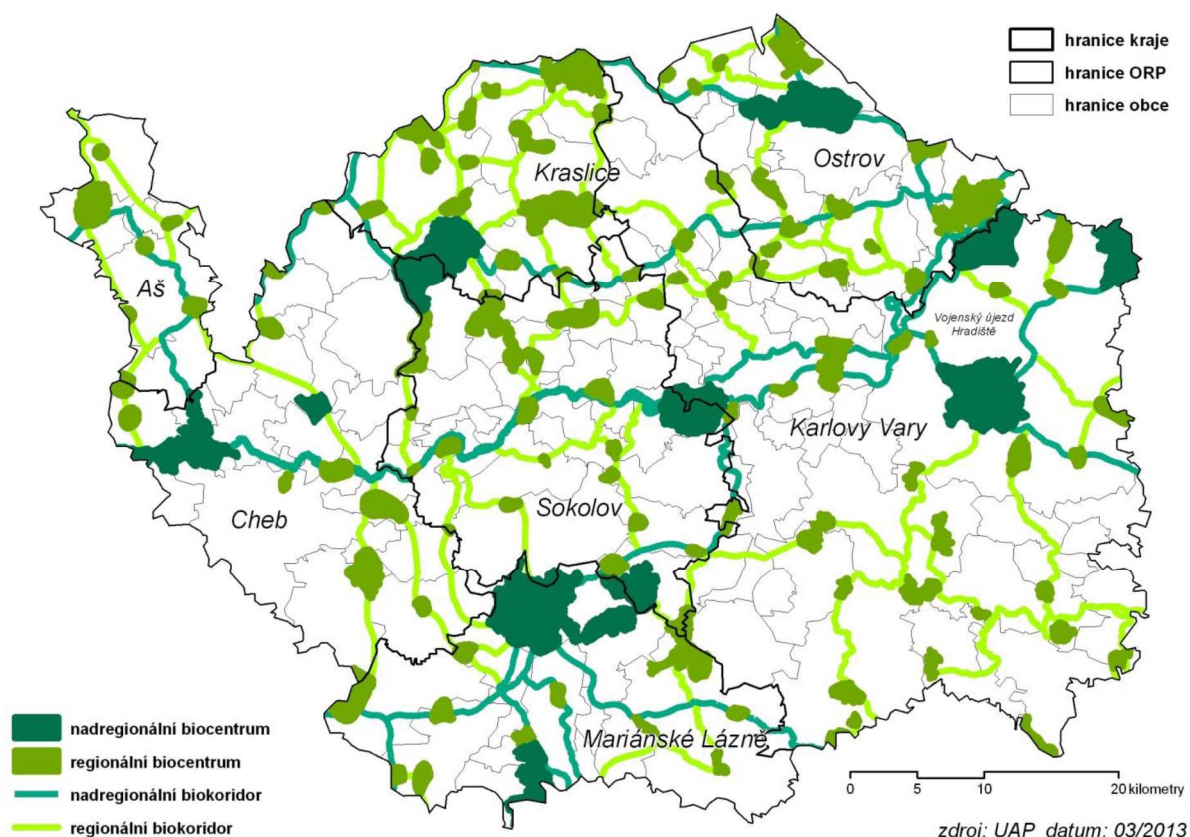 hranice kraje
hranice ORP
hranice obce
Kraslice
Ostrov
Aš
Vojenský újezd
Hradiště
Karlovy Vary
Cheb
Sokolov
Mariánské Lázně
nadregionální biocentrum
regionální biocentrum
nadregionální biokoridor
regionální biokoridor
0 5 10 20 kilometry
zdroj: UAP datum: 03/2013